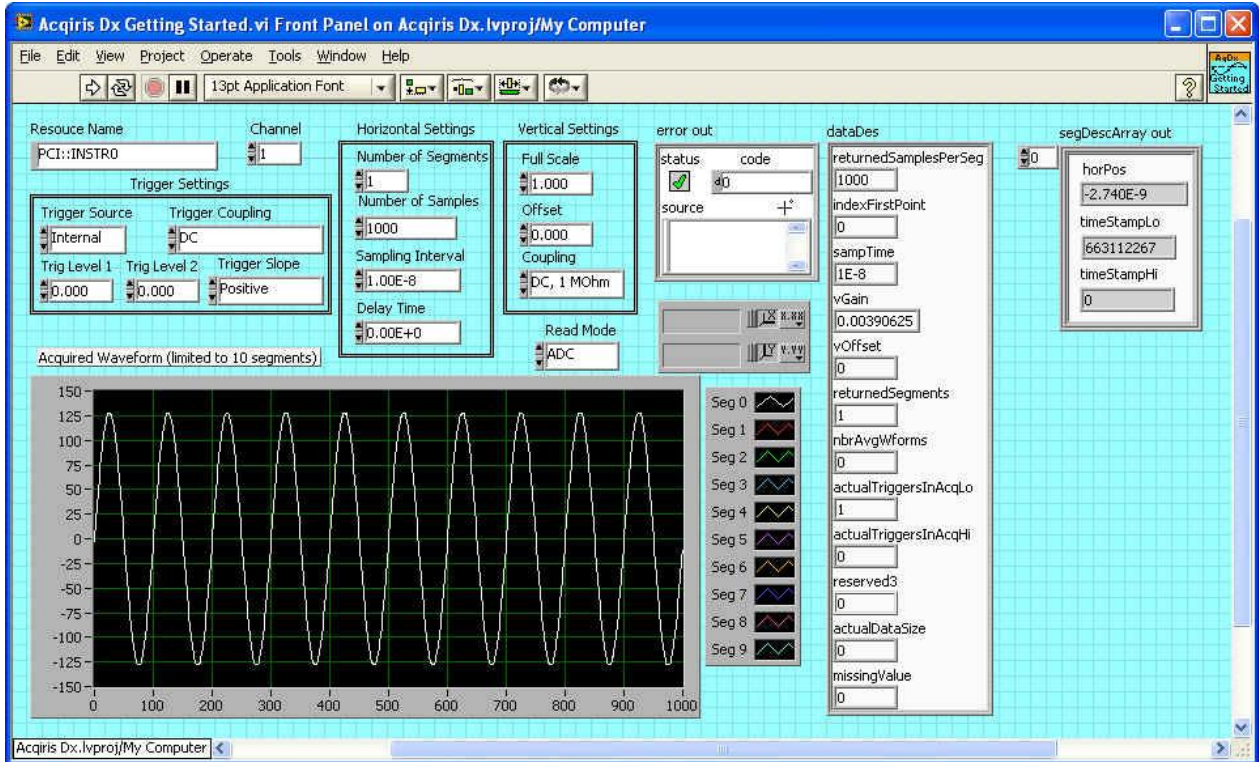 Acqiris Dx Getting Started.vi Front Panel on Acqiris Dx.lvproj/My Computer
File Edit View Project Operate Tools Window Help
13pt Application Font
AqDx
Getting
Started
Resouce Name
PCI::INSTR0
Channel
1
Trigger Settings
Trigger Source
Internal
Trigger Coupling
DC
Trig Level 1
0.000
Trig Level 2
0.000
Trigger Slope
Positive
Horizontal Settings
Number of Segments
1
Number of Samples
1000
Sampling Interval
1.00E-8
Delay Time
0.00E+0
Vertical Settings
Full Scale
1.000
Offset
0.000
Coupling
DC, 1 MOhm
Read Mode
ADC
error out
status
code
d0
source
X
X.XX
Y
Y.YY
dataDes
returnedSamplesPerSeg
1000
indexFirstPoint
0
sampTime
1E-8
vGain
0.00390625
vOffset
0
returnedSegments
1
nbrAvgWforms
0
actualTriggersInAcqLo
1
actualTriggersInAcqHi
0
reserved3
0
actualDataSize
0
missingValue
0
segDescArray out
0
horPos
-2.740E-9
timeStampLo
663112267
timeStampHi
0
Acquired Waveform (limited to 10 segments)
150
125
100
75
50
25
0
-25
-50
-75
-100
-125
-150
0 100 200 300 400 500 600 700 800 900 1000
Seg 0
Seg 1
Seg 2
Seg 3
Seg 4
Seg 5
Seg 6
Seg 7
Seg 8
Seg 9
Acqiris Dx.lvproj/My Computer